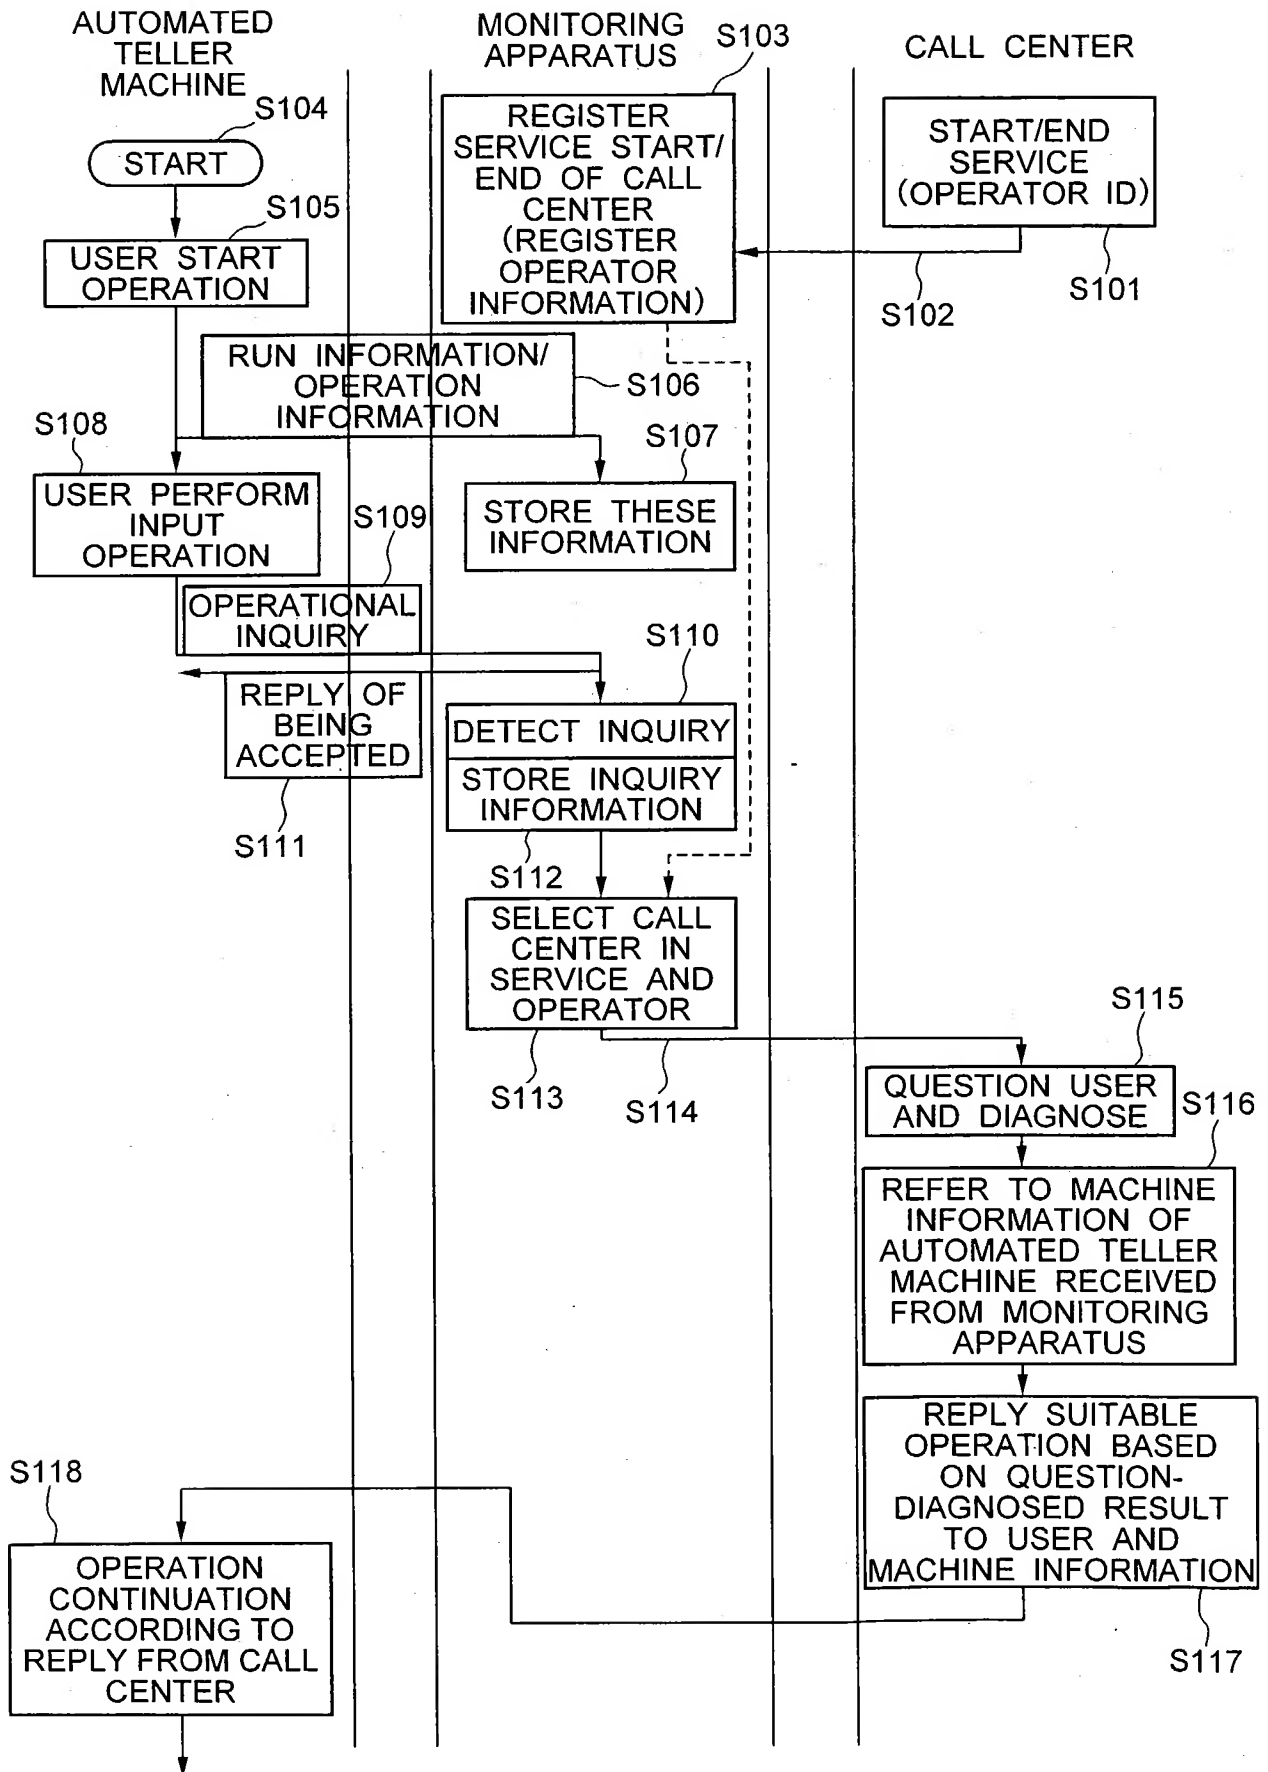 AUTOMATED
TELLER
MACHINE
MONITORING
APPARATUS
CALL CENTER
S103
S104
START
REGISTER
SERVICE START/
END OF CALL
CENTER
(REGISTER
OPERATOR
INFORMATION)
START/END
SERVICE
(OPERATOR ID)
S105
USER START
OPERATION
S102
S101
RUN INFORMATION/
OPERATION
INFORMATION
S106
S108
S107
USER PERFORM
INPUT
OPERATION
S109
STORE THESE
INFORMATION
OPERATIONAL
INQUIRY
S110
REPLY OF
BEING
ACCEPTED
DETECT INQUIRY
STORE INQUIRY
INFORMATION
S111
S112
SELECT CALL
CENTER IN
SERVICE AND
OPERATOR
S113
S114
S115
QUESTION USER
AND DIAGNOSE
S116
REFER TO MACHINE
INFORMATION OF
AUTOMATED TELLER
MACHINE RECEIVED
FROM MONITORING
APPARATUS
REPLY SUITABLE
OPERATION BASED
ON QUESTION-
DIAGNOSED RESULT
TO USER AND
MACHINE INFORMATION
S117
S118
OPERATION
CONTINUATION
ACCORDING TO
REPLY FROM CALL
CENTER